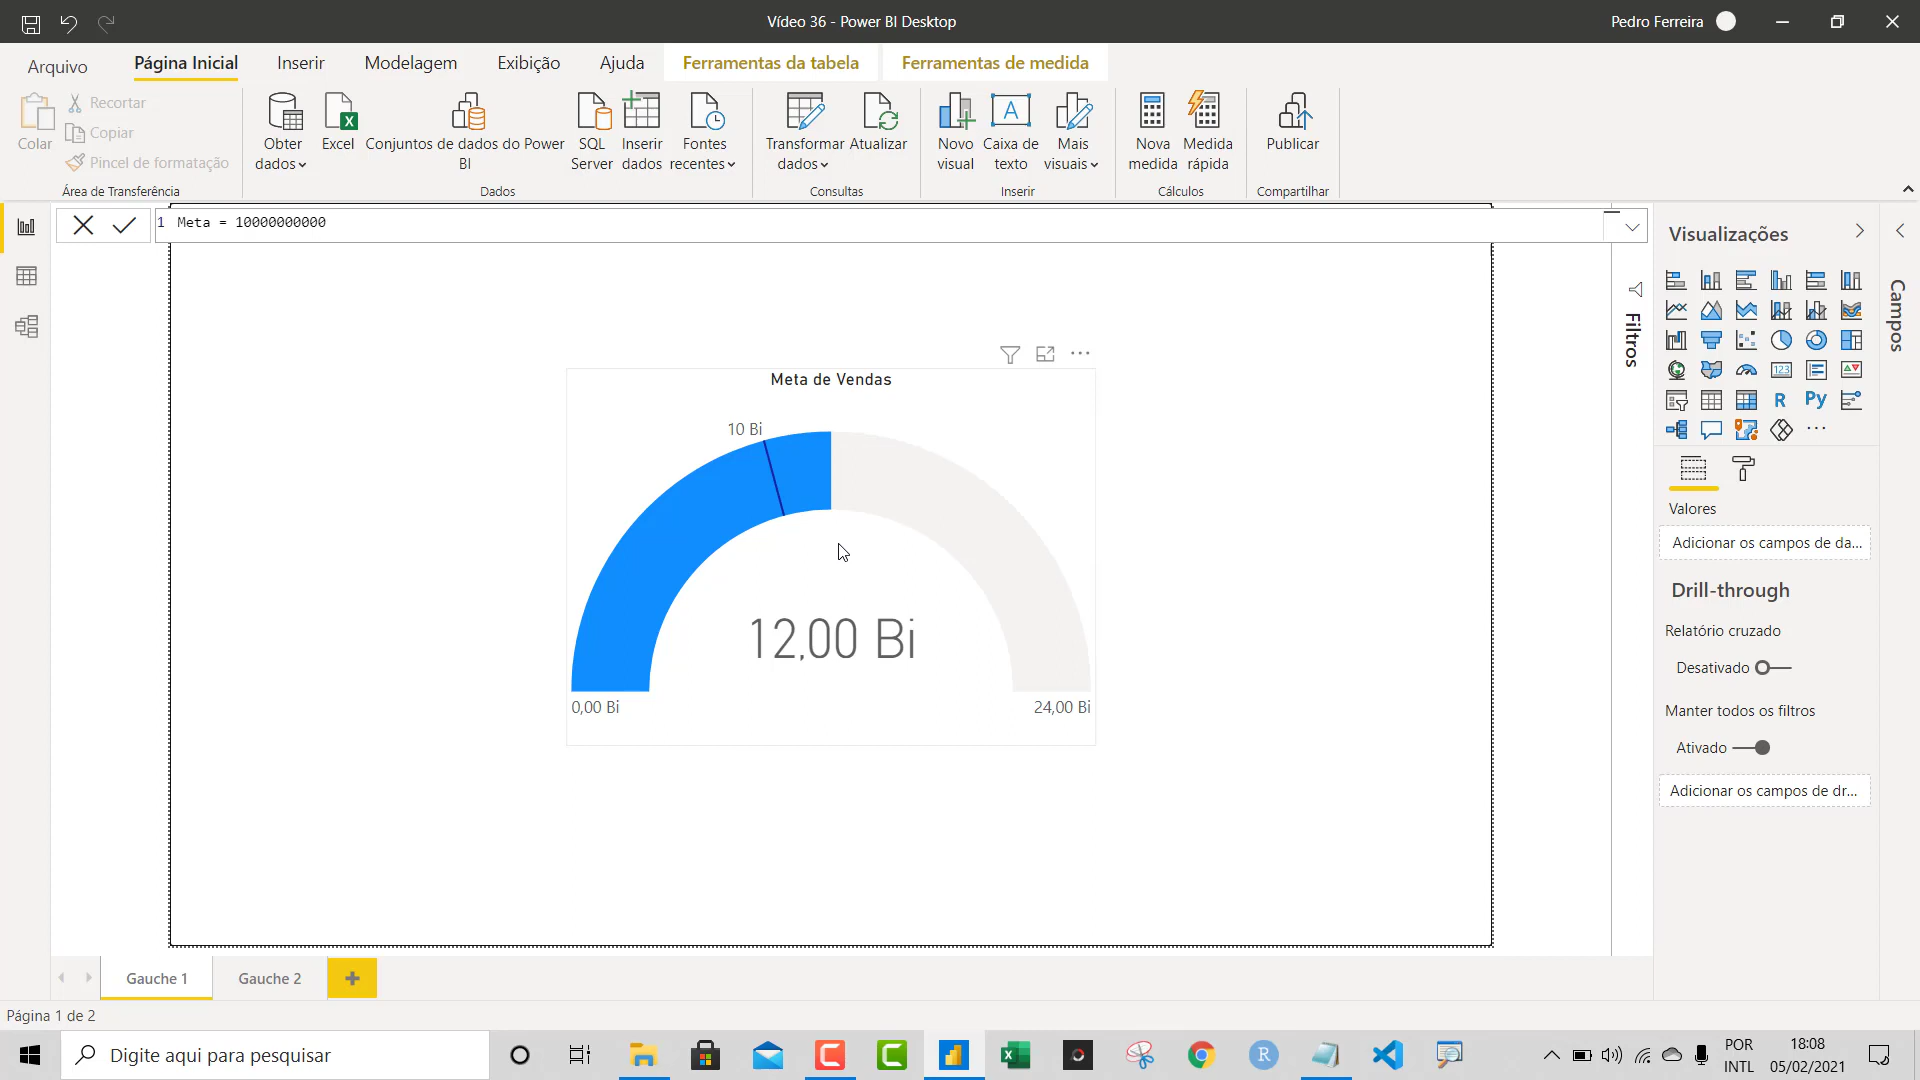 Vídeo 36 - Power BI Desktop
Pedro Ferreira
Arquivo
Página Inicial
Inserir
Modelagem
Exibição
Ajuda
Ferramentas da tabela
Ferramentas de medida
Colar
Recortar
Copiar
Pincel de formatação
Área de Transferência
Obter dados
Excel
Conjuntos de dados do Power BI
SQL Server
Inserir dados
Fontes recentes
Dados
Transformar dados
Atualizar
Consultas
Novo visual
Caixa de texto
Mais visuais
Inserir
Nova medida
Medida rápida
Cálculos
Publicar
Compartilhar
1 Meta = 10000000000
Meta de Vendas
10 Bi
12,00 Bi
0,00 Bi
24,00 Bi
Filtros
Visualizações
123
R
Py
Valores
Adicionar os campos de da...
Drill-through
Relatório cruzado
Desativado
Manter todos os filtros
Ativado
Adicionar os campos de dr...
Campos
Gauche 1
Gauche 2
Página 1 de 2
Digite aqui para pesquisar
POR
INTL
18:08
05/02/2021